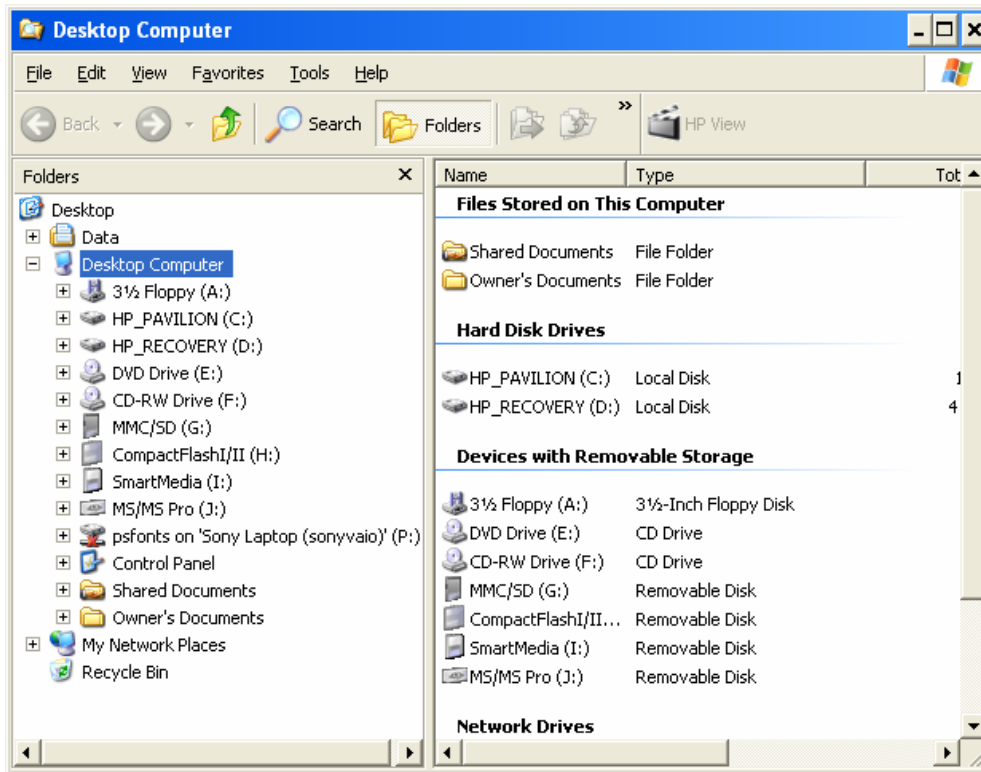 Desktop Computer
File Edit View Favorites Tools Help
Back Search Folders » HP View
Folders
Desktop
Data
Desktop Computer
3½ Floppy (A:)
HP_PAVILION (C:)
HP_RECOVERY (D:)
DVD Drive (E:)
CD-RW Drive (F:)
MMC/SD (G:)
CompactFlashI/II (H:)
SmartMedia (I:)
MS/MS Pro (J:)
psfonts on 'Sony Laptop (sonyvaio)' (P:)
Control Panel
Shared Documents
Owner's Documents
My Network Places
Recycle Bin
Name Type Tot
Files Stored on This Computer
Shared Documents File Folder
Owner's Documents File Folder
Hard Disk Drives
HP_PAVILION (C:) Local Disk 1
HP_RECOVERY (D:) Local Disk 4
Devices with Removable Storage
3½ Floppy (A:) 3½-Inch Floppy Disk
DVD Drive (E:) CD Drive
CD-RW Drive (F:) CD Drive
MMC/SD (G:) Removable Disk
CompactFlashI/II... Removable Disk
SmartMedia (I:) Removable Disk
MS/MS Pro (J:) Removable Disk
Network Drives